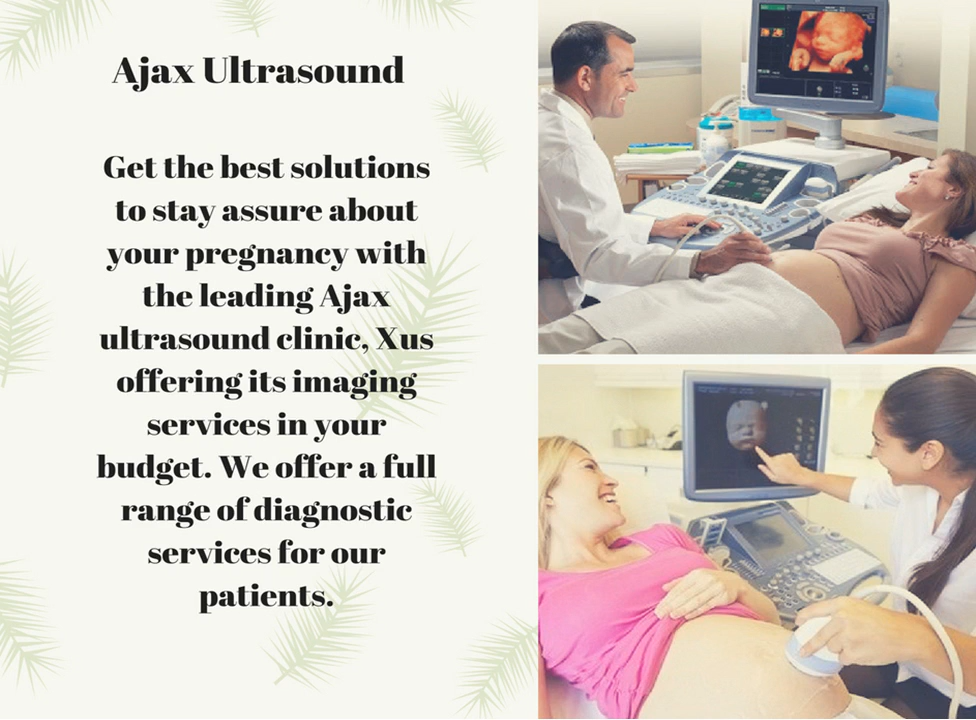 Ajax Ultrasound
Get the best solutions
to stay assure about
your pregnancy with
the leading Ajax
ultrasound clinic, Xus
offering its imaging
services in your
budget. We offer a full
range of diagnostic
services for our
patients.